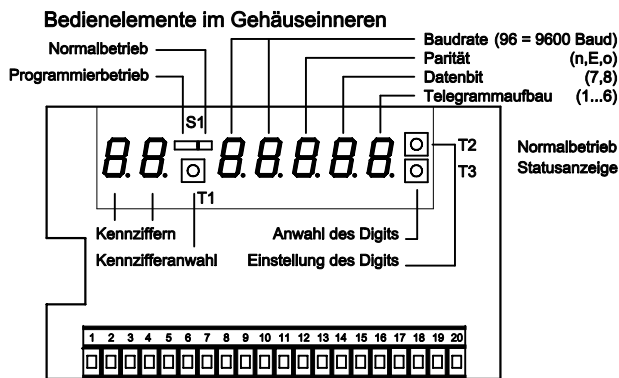 Bedienelemente im Gehäuseinneren
Normalbetrieb
Programmierbetrieb
Baudrate (96 = 9600 Baud)
Parität (n,E,o)
Datenbit (7,8)
Telegrammaufbau (1...6)
S1
8.8. 8.8.8.8.8.
T2
T3
T1
Normalbetrieb
Statusanzeige
Kennziffern
Kennzifferanwahl
Anwahl des Digits
Einstellung des Digits
1 2 3 4 5 6 7 8 9 10 11 12 13 14 15 16 17 18 19 20